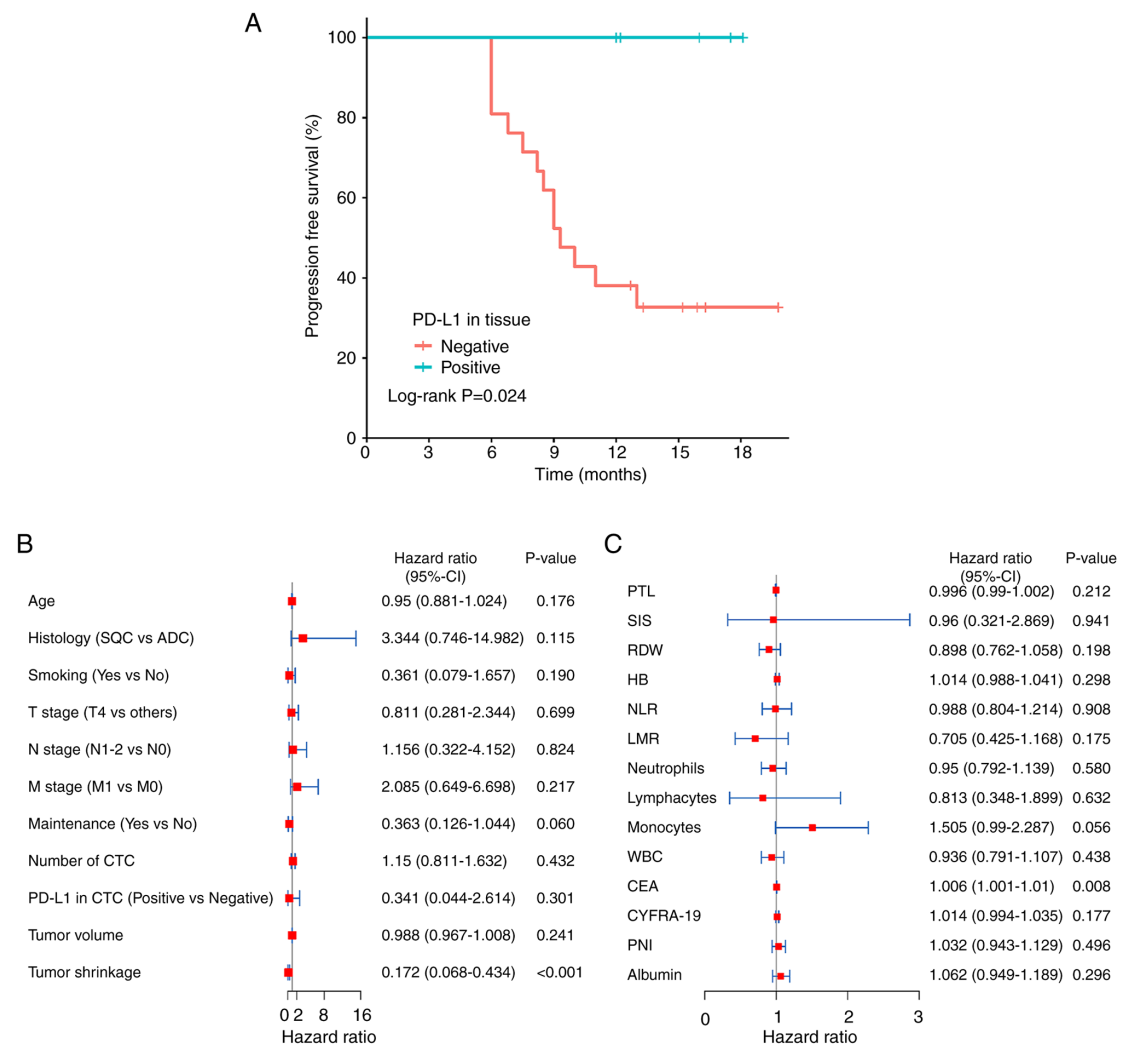 A
100
80
60
40
20
0
Progression free survival (%)
PD-L1 in tissue
Negative
Positive
Log-rank P=0.024
0 3 6 9 12 15 18
Time (months)
B
Hazard ratio P-value
(95%-CI)
Age 0.95 (0.881-1.024) 0.176
Histology (SQC vs ADC) 3.344 (0.746-14.982) 0.115
Smoking (Yes vs No) 0.361 (0.079-1.657) 0.190
T stage (T4 vs others) 0.811 (0.281-2.344) 0.699
N stage (N1-2 vs N0) 1.156 (0.322-4.152) 0.824
M stage (M1 vs M0) 2.085 (0.649-6.698) 0.217
Maintenance (Yes vs No) 0.363 (0.126-1.044) 0.060
Number of CTC 1.15 (0.811-1.632) 0.432
PD-L1 in CTC (Positive vs Negative) 0.341 (0.044-2.614) 0.301
Tumor volume 0.988 (0.967-1.008) 0.241
Tumor shrinkage 0.172 (0.068-0.434) <0.001
0 2 8 16
Hazard ratio
C
Hazard ratio P-value
(95%-CI)
PTL 0.996 (0.99-1.002) 0.212
SIS 0.96 (0.321-2.869) 0.941
RDW 0.898 (0.762-1.058) 0.198
HB 1.014 (0.988-1.041) 0.298
NLR 0.988 (0.804-1.214) 0.908
LMR 0.705 (0.425-1.168) 0.175
Neutrophils 0.95 (0.792-1.139) 0.580
Lymphacytes 0.813 (0.348-1.899) 0.632
Monocytes 1.505 (0.99-2.287) 0.056
WBC 0.936 (0.791-1.107) 0.438
CEA 1.006 (1.001-1.01) 0.008
CYFRA-19 1.014 (0.994-1.035) 0.177
PNI 1.032 (0.943-1.129) 0.496
Albumin 1.062 (0.949-1.189) 0.296
0 1 2 3
Hazard ratio